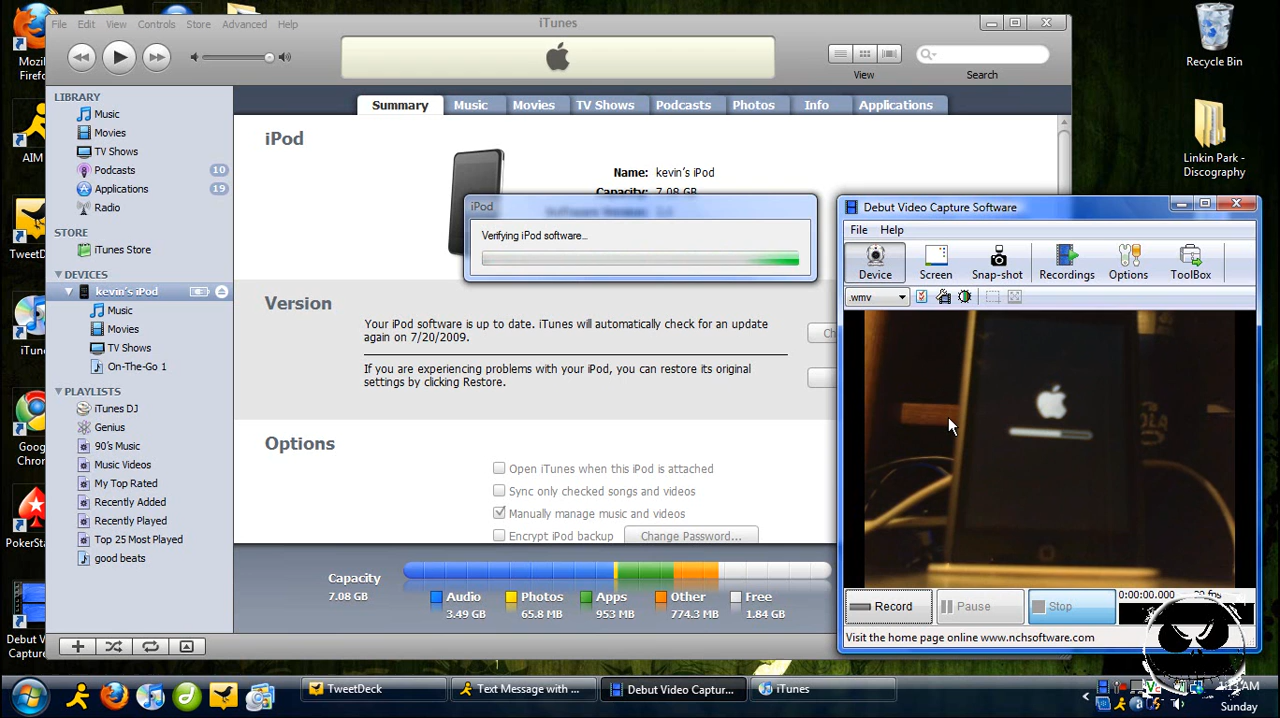 File Edit View Controls Store Advanced Help
iTunes
View
Search
LIBRARY
Music
Movies
TV Shows
Podcasts 10
Applications 19
Radio
STORE
iTunes Store
DEVICES
kevin's iPod
Music
Movies
TV Shows
On-The-Go 1
PLAYLISTS
iTunes DJ
Genius
90's Music
Music Videos
My Top Rated
Recently Added
Recently Played
Top 25 Most Played
good beats
Summary Music Movies TV Shows Podcasts Photos Info Applications
iPod
Name: kevin's iPod
Capacity: 7.08 GB
iPod
Verifying iPod software...
Version
Your iPod software is up to date. iTunes will automatically check for an update
again on 7/20/2009.
If you are experiencing problems with your iPod, you can restore its original
settings by clicking Restore.
Options
Open iTunes when this iPod is attached
Sync only checked songs and videos
Manually manage music and videos
Encrypt iPod backup
Change Password...
Capacity
7.08 GB
Audio
3.49 GB
Photos
65.8 MB
Apps
953 MB
Other
774.3 MB
Free
1.84 GB
Debut Video Capture Software
File Help
Device Screen Snap-shot Recordings Options ToolBox
.wmv
Record Pause Stop
0:00:00.000
Visit the home page online www.nchsoftware.com
Recycle Bin
Linkin Park -
Discography
AIM
TweetDeck
Text Message with ...
Debut Video Captur...
iTunes
Sunday